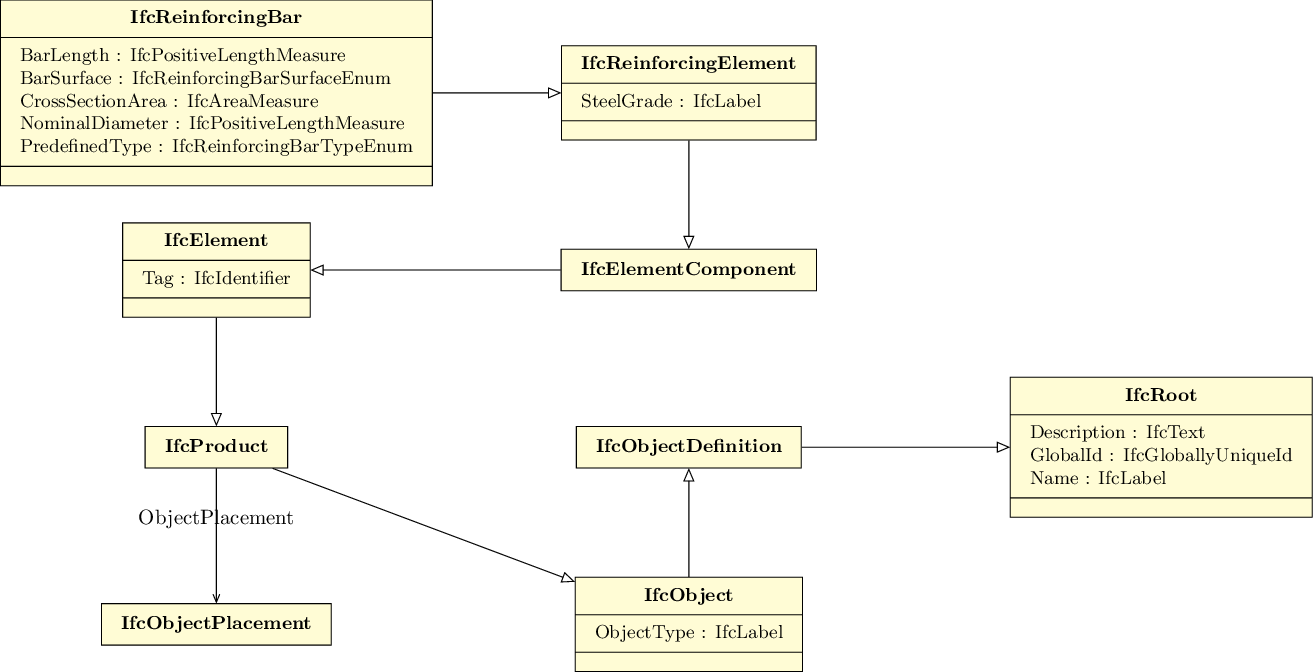 IfcReinforcingBar
BarLength : IfcPositiveLengthMeasure
BarSurface : IfcReinforcingBarSurfaceEnum
CrossSectionArea : IfcAreaMeasure
NominalDiameter : IfcPositiveLengthMeasure
PredefinedType : IfcReinforcingBarTypeEnum
IfcReinforcingElement
SteelGrade : IfcLabel
IfcElement
Tag : IfcIdentifier
IfcElementComponent
IfcProduct
ObjectPlacement
IfcObjectDefinition
IfcRoot
Description : IfcText
GlobalId : IfcGloballyUniqueId
Name : IfcLabel
IfcObjectPlacement
IfcObject
ObjectType : IfcLabel